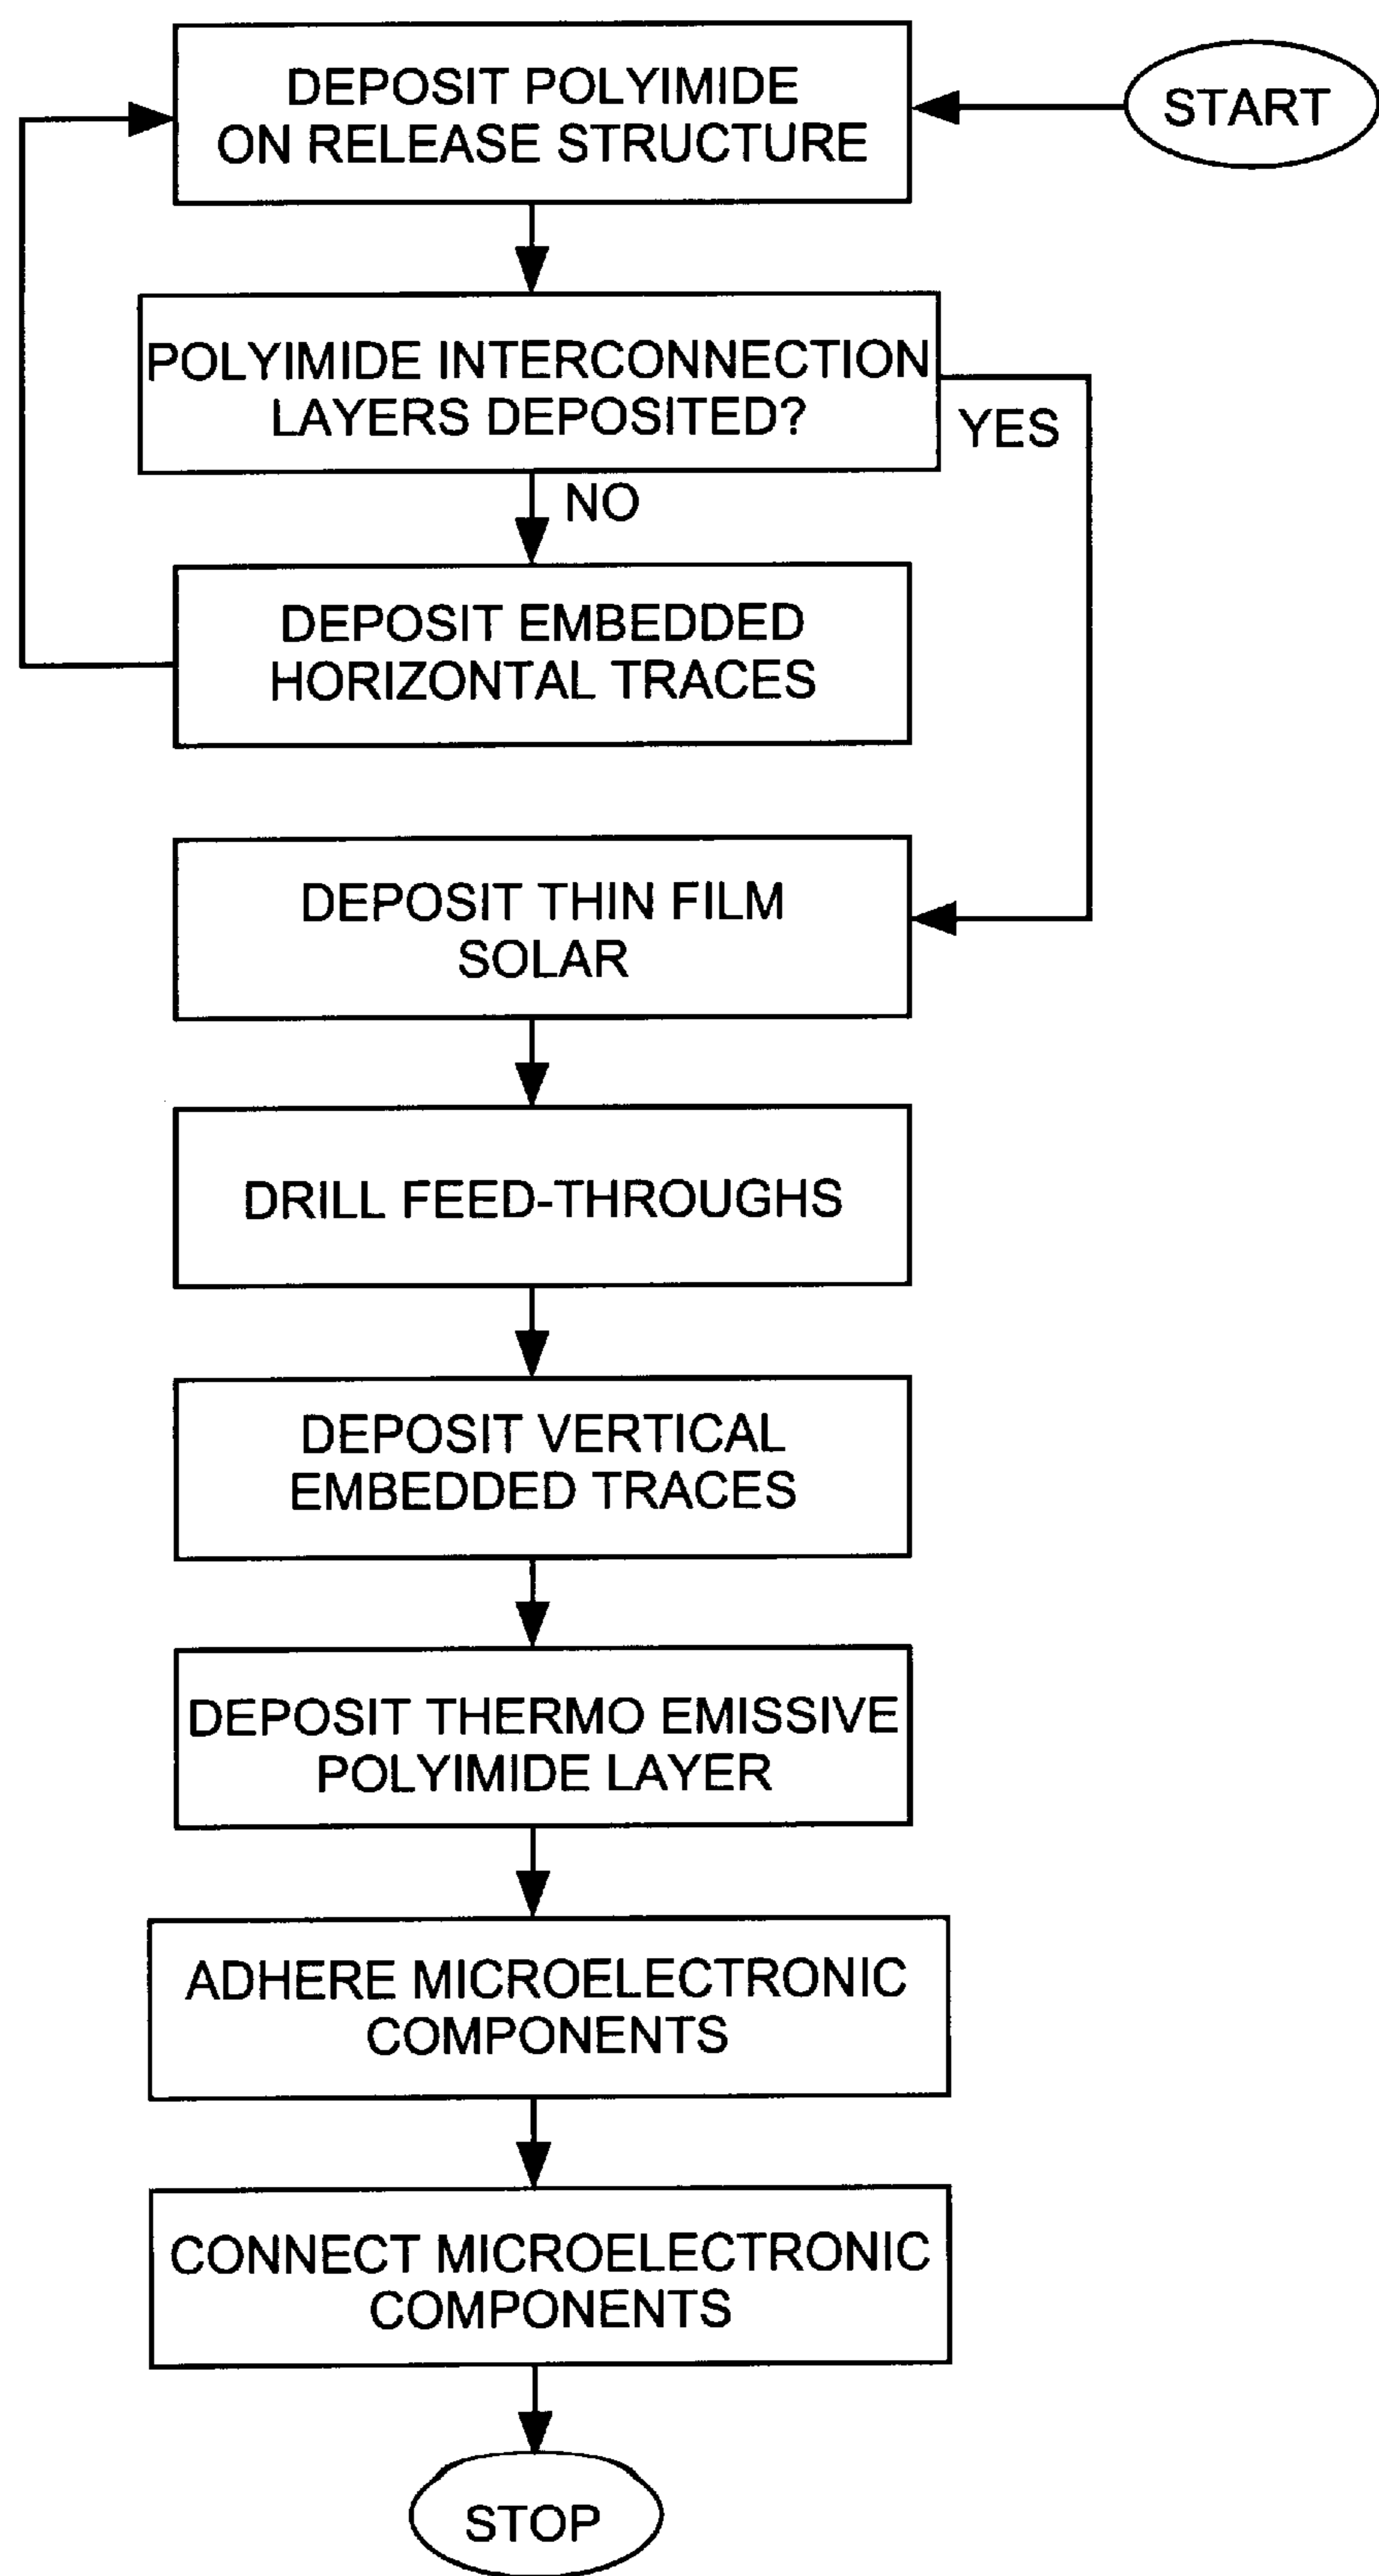 DEPOSIT POLYIMIDE
ON RELEASE STRUCTURE
START
POLYIMIDE INTERCONNECTION
LAYERS DEPOSITED?
YES
NO
DEPOSIT EMBEDDED
HORIZONTAL TRACES
DEPOSIT THIN FILM
SOLAR
DRILL FEED-THROUGHS
DEPOSIT VERTICAL
EMBEDDED TRACES
DEPOSIT THERMO EMISSIVE
POLYIMIDE LAYER
ADHERE MICROELECTRONIC
COMPONENTS
CONNECT MICROELECTRONIC
COMPONENTS
STOP